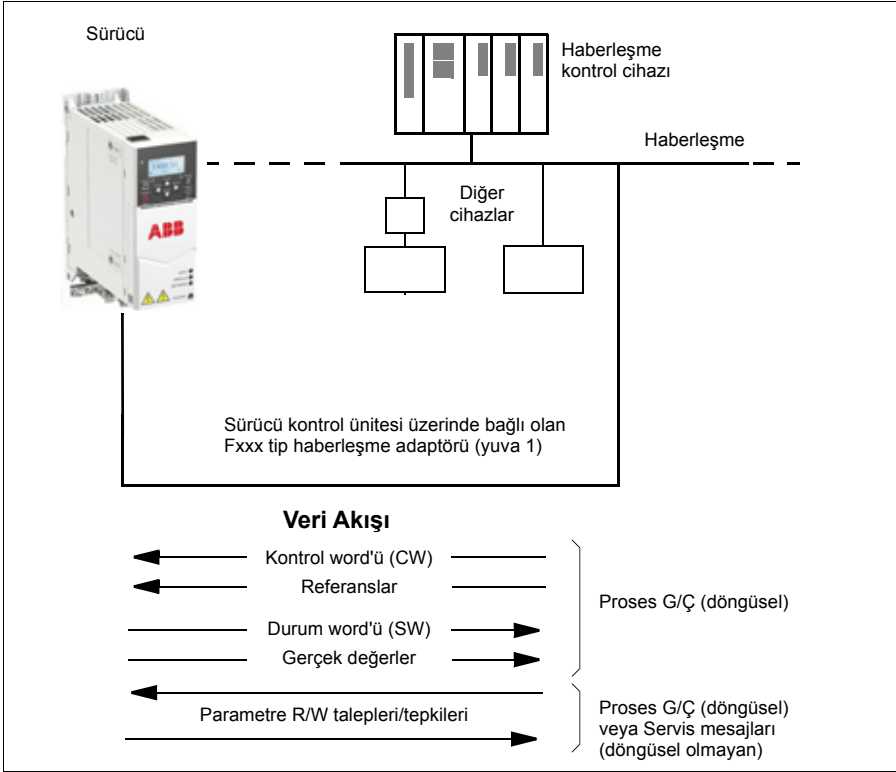 Sürücü
Haberleşme
kontrol cihazı
Haberleşme
Diğer
cihazlar
ABB
Sürücü kontrol ünitesi üzerinde bağlı olan
Fxxx tip haberleşme adaptörü (yuva 1)
Veri Akışı
Kontrol word'ü (CW)
Referanslar
Proses G/Ç (döngüsel)
Durum word'ü (SW)
Gerçek değerler
Parametre R/W talepleri/tepkileri
Proses G/Ç (döngüsel)
veya Servis mesajları
(döngüsel olmayan)